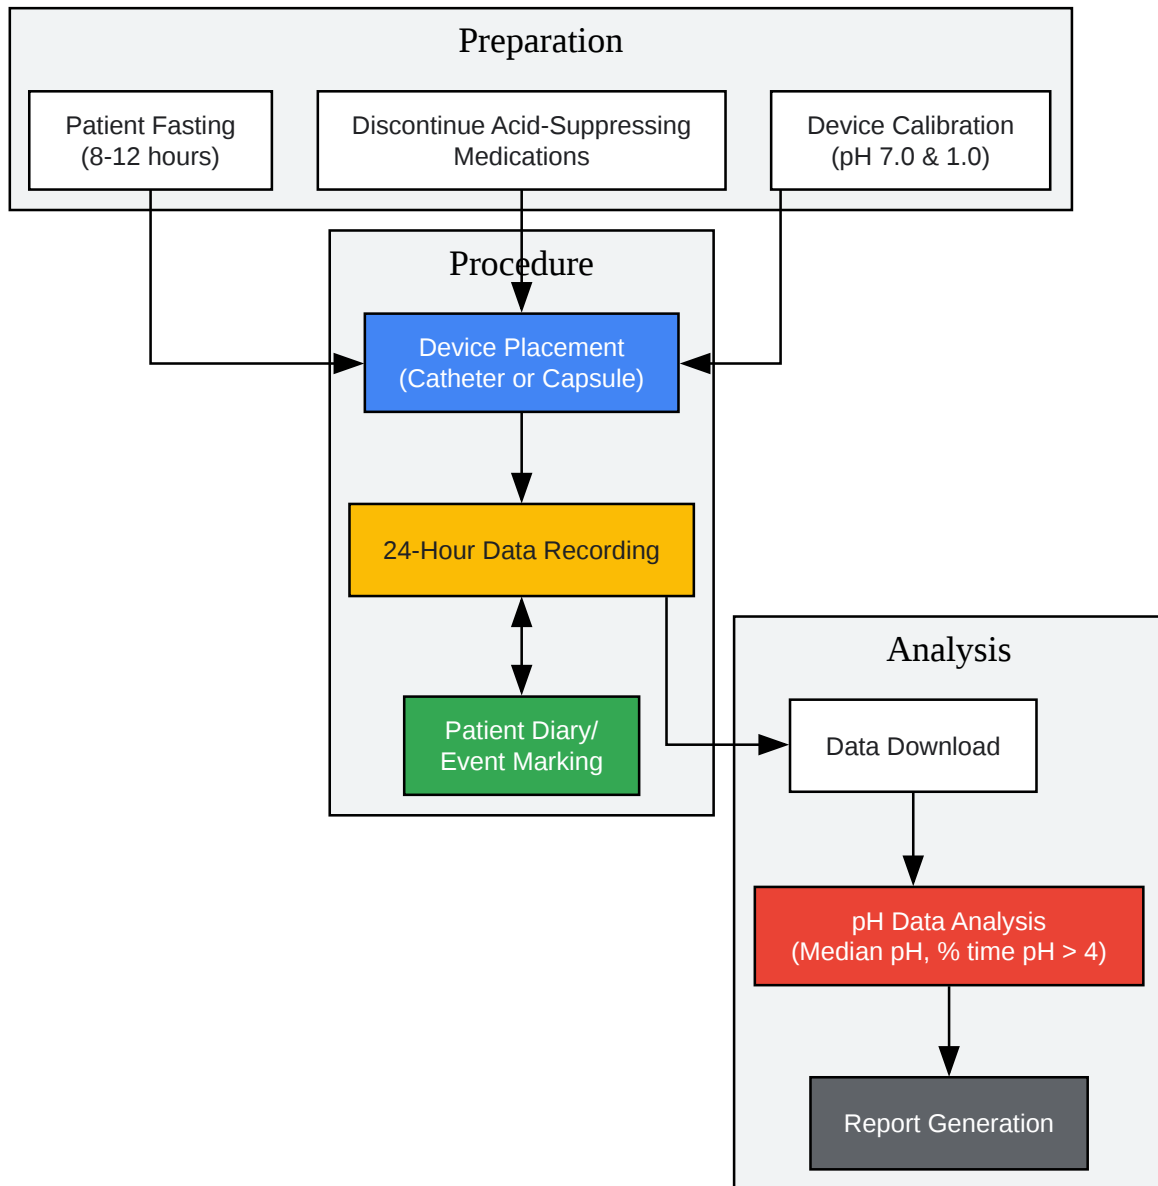 Preparation
Patient Fasting
(8-12 hours)
Discontinue Acid-Suppressing
Medications
Device Calibration
(pH 7.0 & 1.0)
Procedure
Device Placement
(Catheter or Capsule)
24-Hour Data Recording
Patient Diary/
Event Marking
Analysis
Data Download
pH Data Analysis
(Median pH, % time pH > 4)
Report Generation